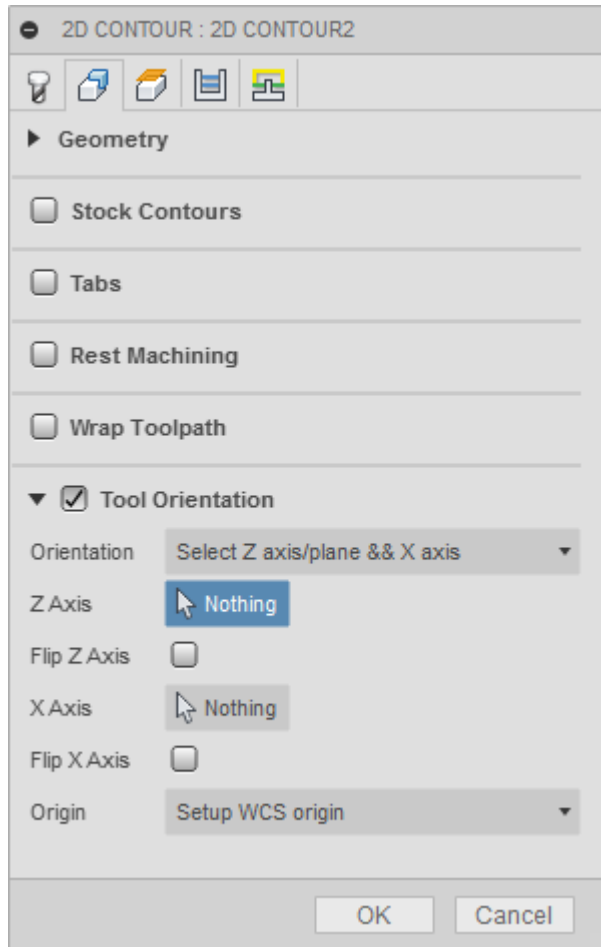 2D CONTOUR : 2D CONTOUR2
Geometry
Stock Contours
Tabs
Rest Machining
Wrap Toolpath
Tool Orientation
Orientation Select Z axis/plane && X axis
Z Axis Nothing
Flip Z Axis
X Axis Nothing
Flip X Axis
Origin Setup WCS origin
OK Cancel